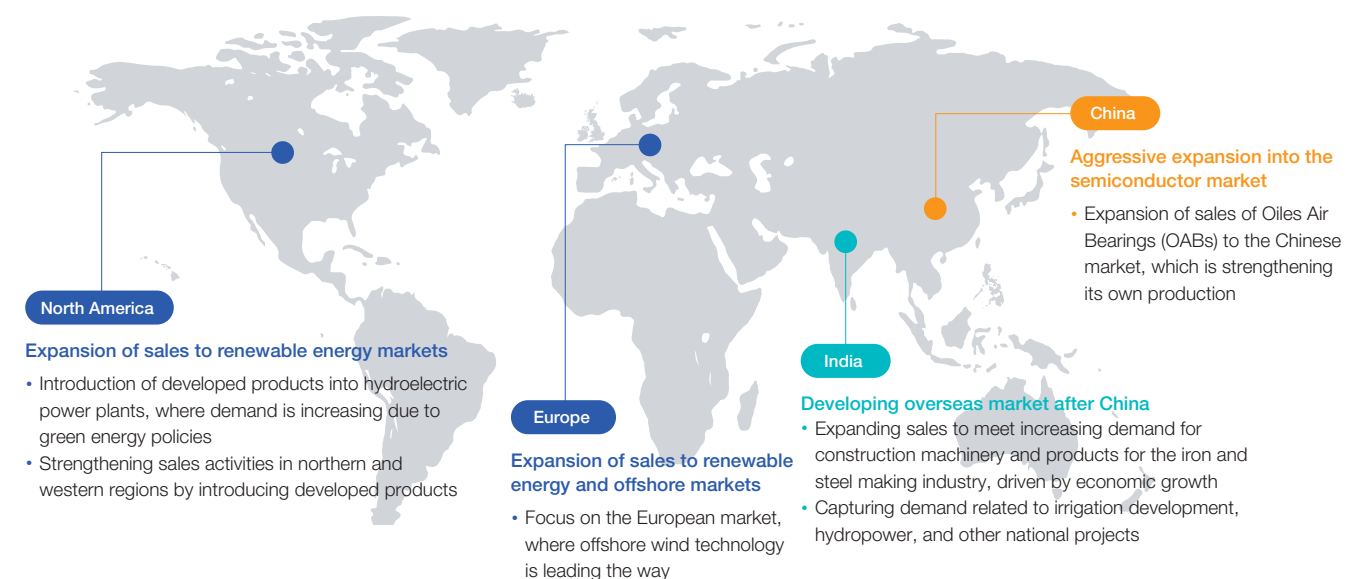 North America
Expansion of sales to renewable energy markets
• Introduction of developed products into hydroelectric
power plants, where demand is increasing due to
green energy policies
• Strengthening sales activities in northern and
western regions by introducing developed products
Europe
Expansion of sales to renewable
energy and offshore markets
• Focus on the European market,
where offshore wind technology
is leading the way
India
Developing overseas market after China
• Expanding sales to meet increasing demand for
construction machinery and products for the iron and
steel making industry, driven by economic growth
• Capturing demand related to irrigation development,
hydropower, and other national projects
China
Aggressive expansion into the
semiconductor market
• Expansion of sales of Oiles Air
Bearings (OABs) to the Chinese
market, which is strengthening
its own production